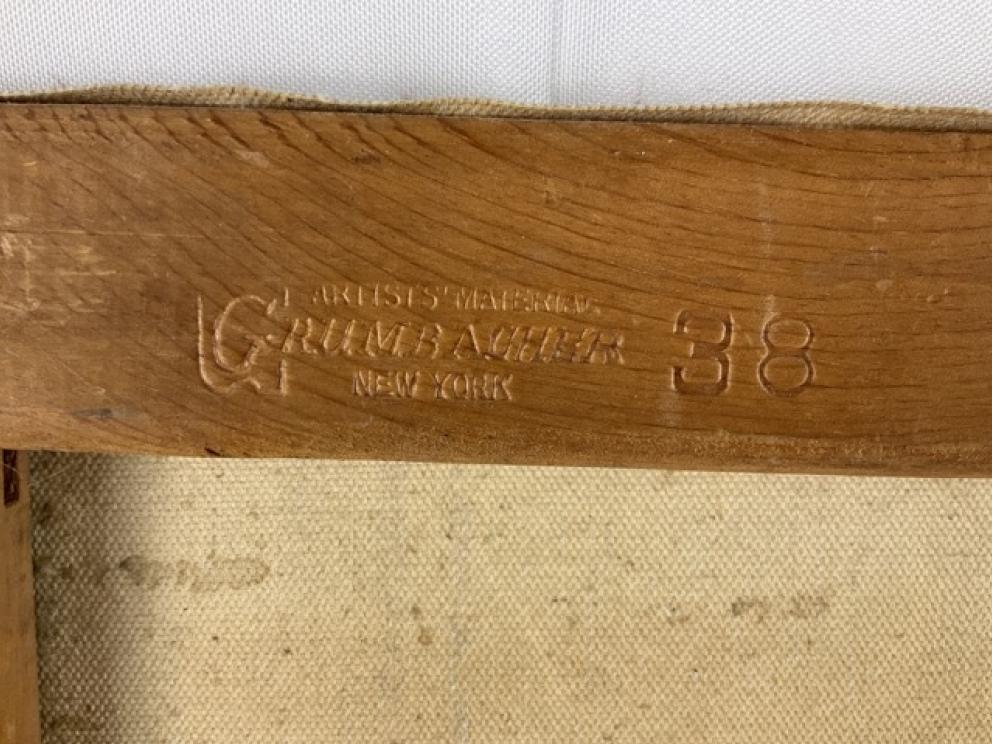 ARTISTS' MATERIAL
GRUMBACHER 38
NEW YORK